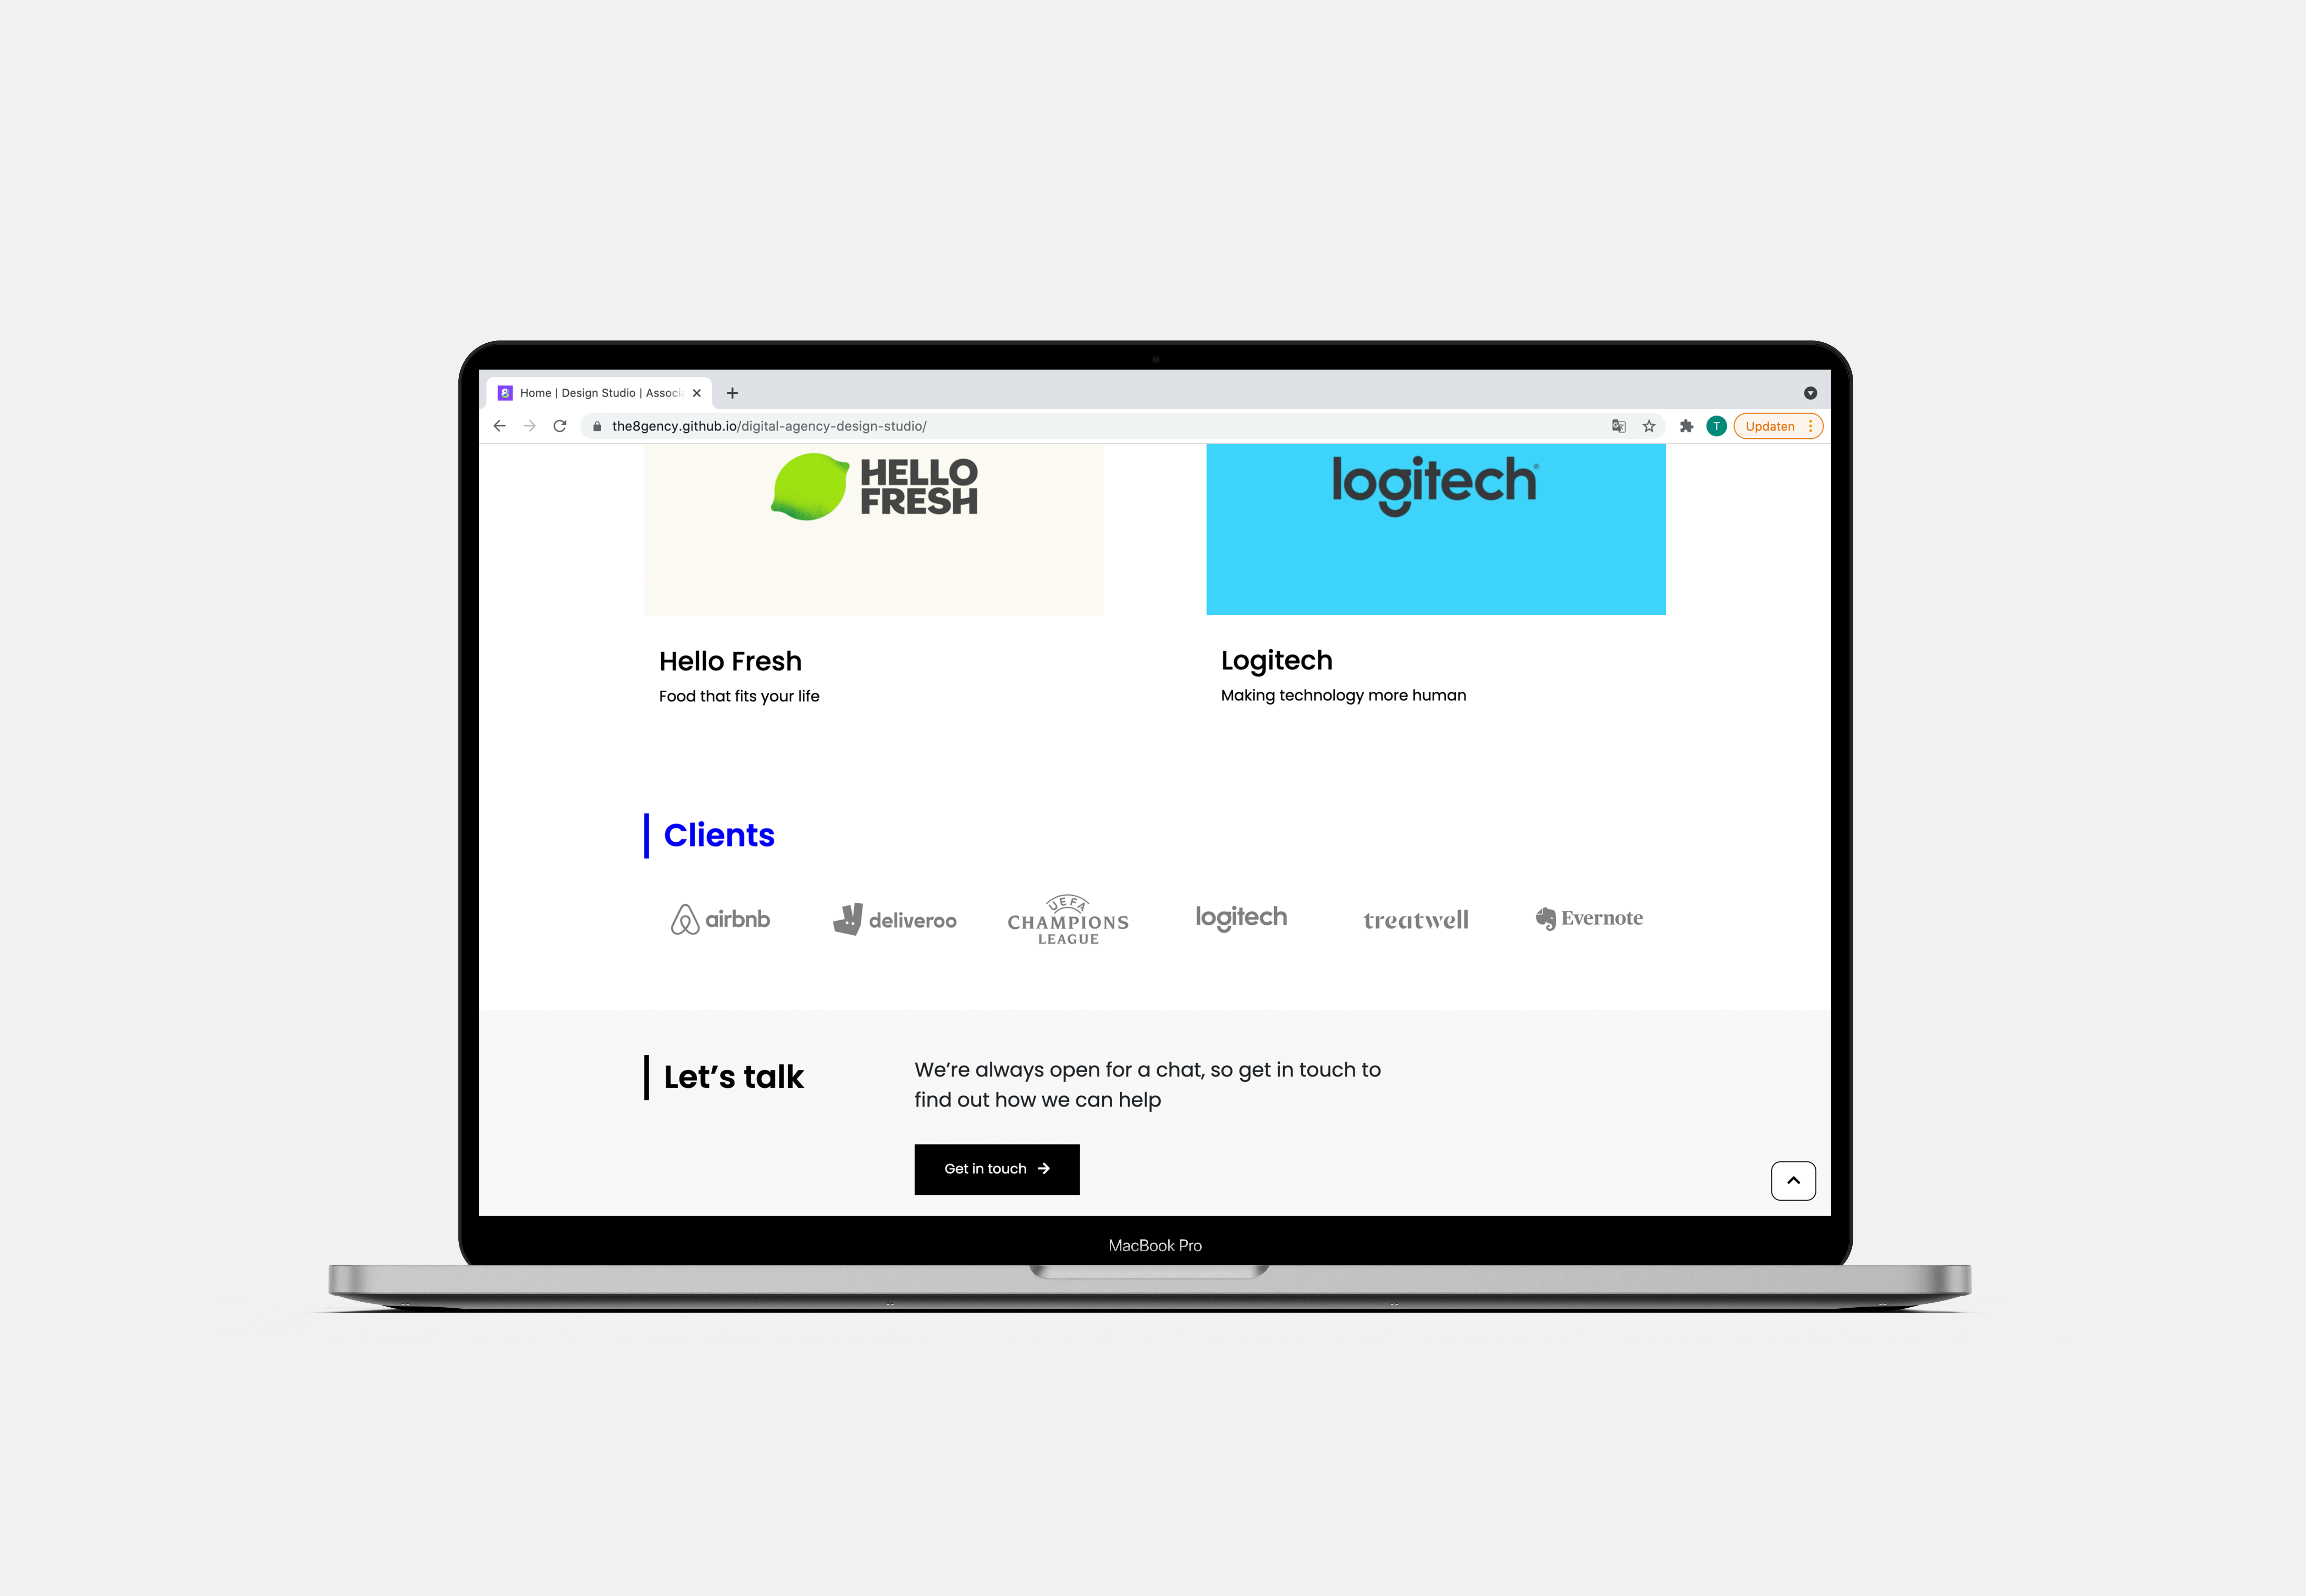 Home | Design Studio | Associa
the8gency.github.io/digital-agency-design-studio/
T
Updaten
HELLO
FRESH
logitech
Hello Fresh
Food that fits your life
Logitech
Making technology more human
Clients
airbnb
deliveroo
UEFA
CHAMPIONS
LEAGUE
logitech
treatwell
Evernote
Let’s talk
We’re always open for a chat, so get in touch to
find out how we can help
Get in touch
MacBook Pro